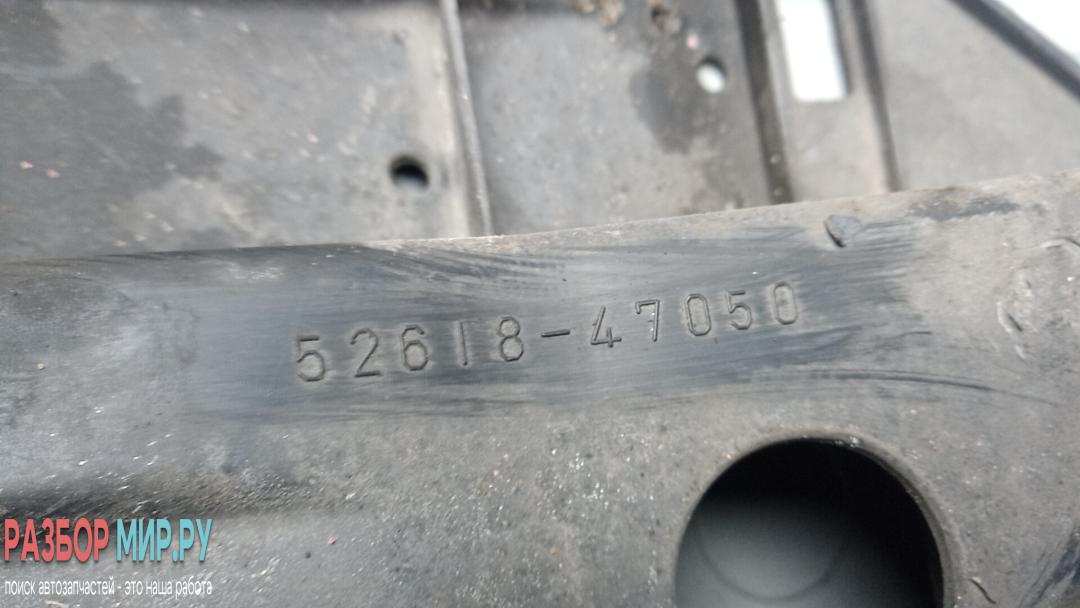 52618-47050
РАЗБОР МИР.РУ
поиск автозапчастей - это наша работа